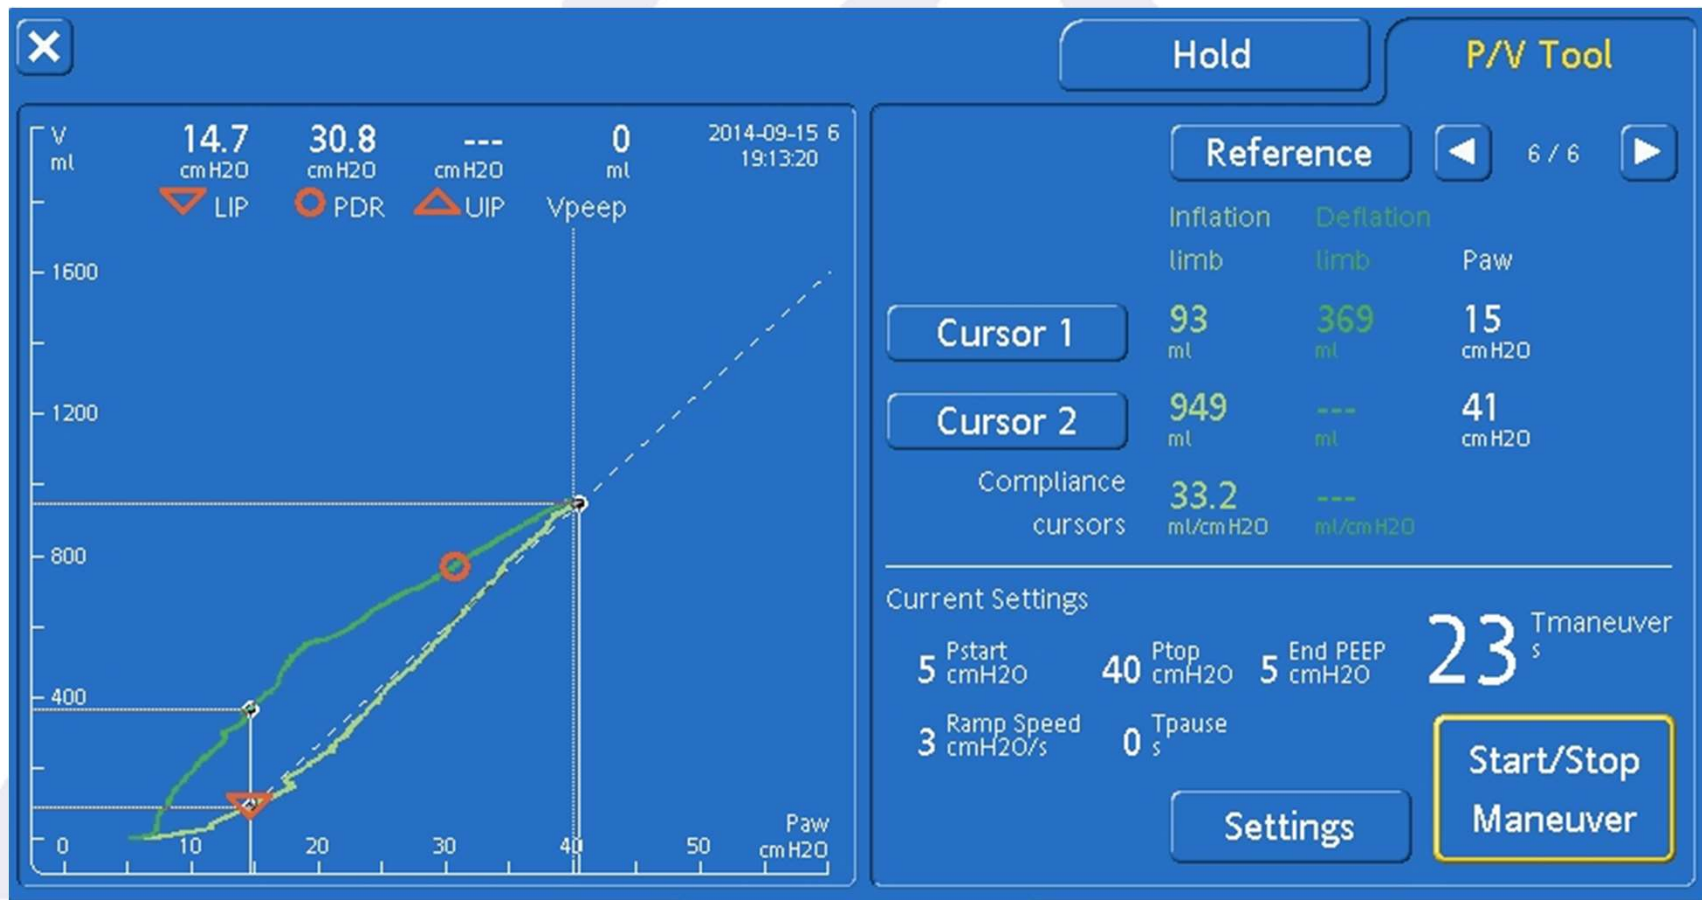 Hold
P/V Tool
V
ml
14.7 30.8 --- 0
cmH2O cmH2O cmH2O ml
LIP PDR UIP Vpeep
2014-09-15 6
19:13:20
1600
1200
800
400
0 10 20 30 40 50
Paw
cmH2O
Reference 6 / 6
Inflation Deflation
limb limb Paw
Cursor 1 93 369 15
ml ml cmH2O
Cursor 2 949 --- 41
ml ml cmH2O
Compliance
cursors
33.2 ---
ml/cmH2O ml/cmH2O
Current Settings
5 Pstart
cmH2O
40 Ptop
cmH2O
5 End PEEP
cmH2O
23 Tmaneuver
s
3 Ramp Speed
cmH2O/s
0 Tpause
s
Settings
Start/Stop
Maneuver